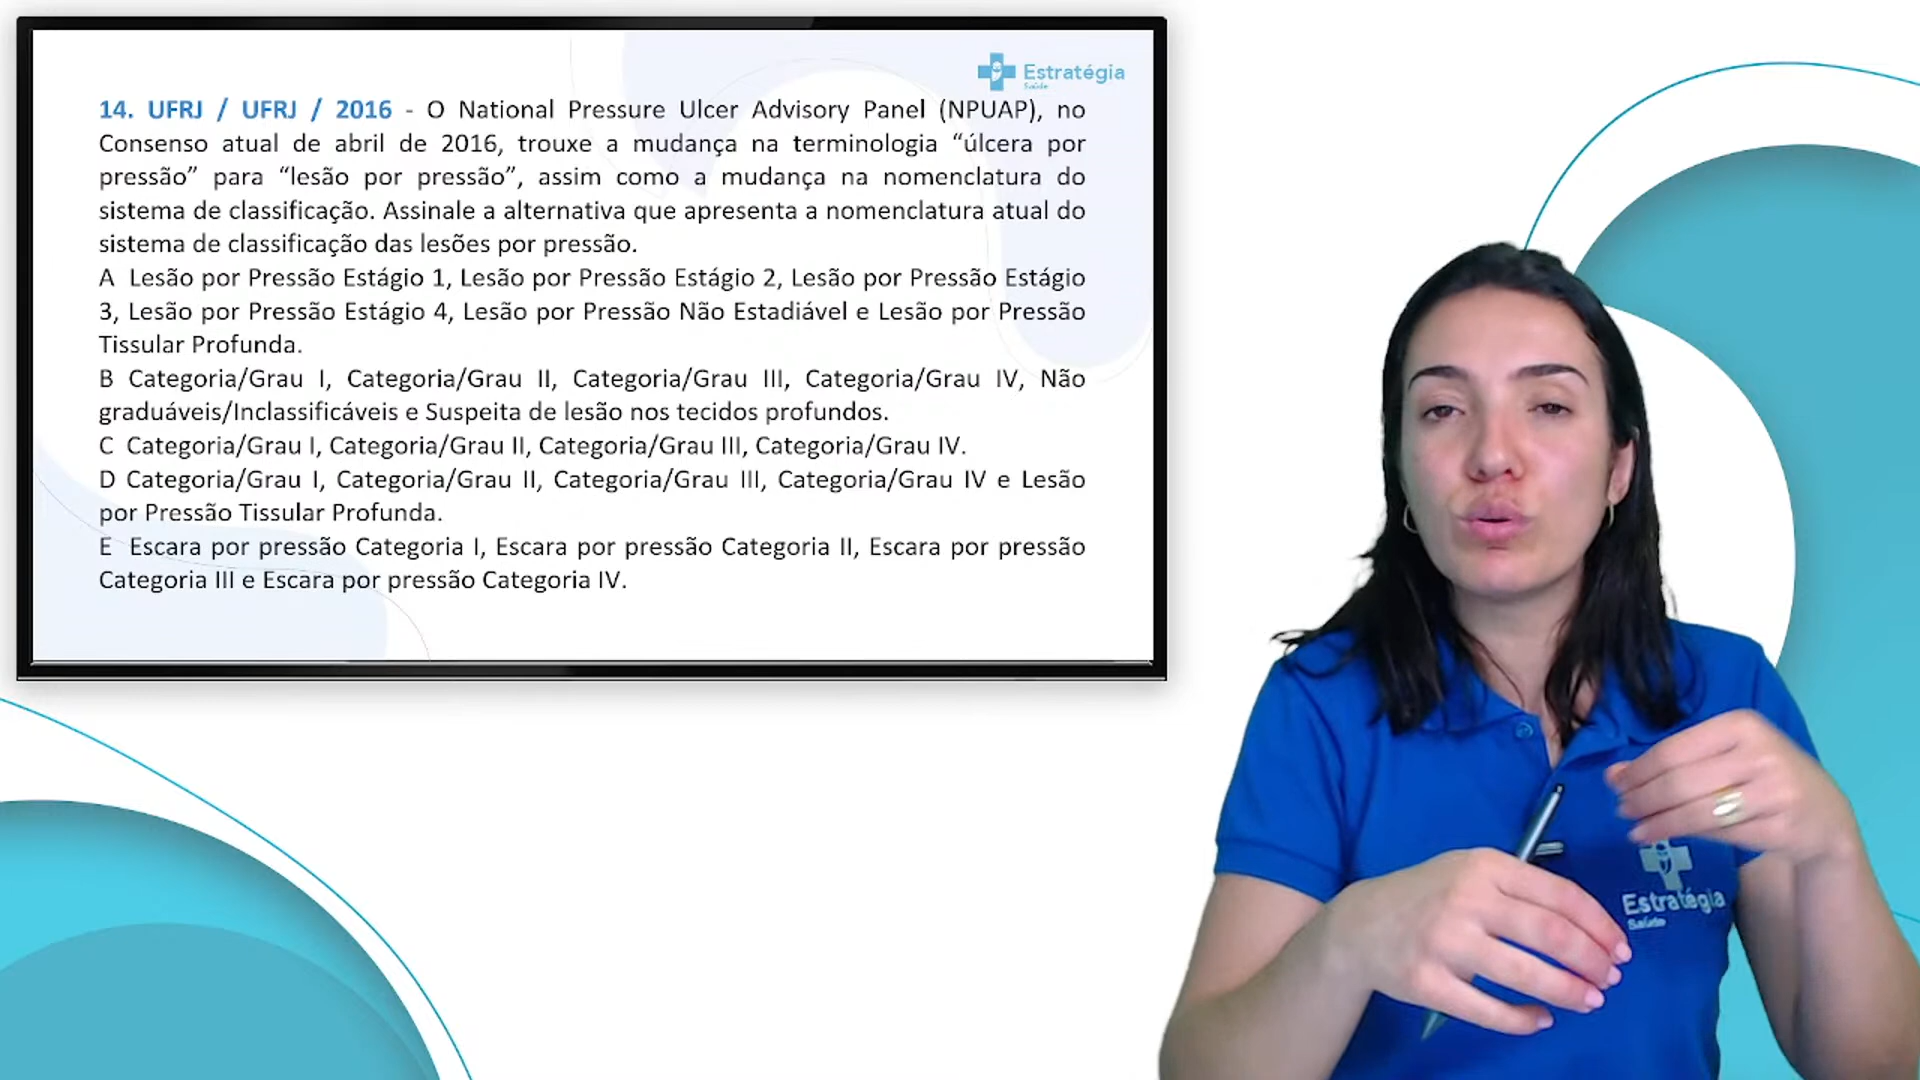 Estratégia
Saúde
14. UFRJ / UFRJ / 2016 - O National Pressure Ulcer Advisory Panel (NPUAP), no
Consenso atual de abril de 2016, trouxe a mudança na terminologia “úlcera por
pressão” para “lesão por pressão”, assim como a mudança na nomenclatura do
sistema de classificação. Assinale a alternativa que apresenta a nomenclatura atual do
sistema de classificação das lesões por pressão.
A Lesão por Pressão Estágio 1, Lesão por Pressão Estágio 2, Lesão por Pressão Estágio
3, Lesão por Pressão Estágio 4, Lesão por Pressão Não Estadiável e Lesão por Pressão
Tissular Profunda.
B Categoria/Grau I, Categoria/Grau II, Categoria/Grau III, Categoria/Grau IV, Não
graduáveis/Inclassificáveis e Suspeita de lesão nos tecidos profundos.
C Categoria/Grau I, Categoria/Grau II, Categoria/Grau III, Categoria/Grau IV.
D Categoria/Grau I, Categoria/Grau II, Categoria/Grau III, Categoria/Grau IV e Lesão
por Pressão Tissular Profunda.
E Escara por pressão Categoria I, Escara por pressão Categoria II, Escara por pressão
Categoria III e Escara por pressão Categoria IV.
Estratégia
Saúde